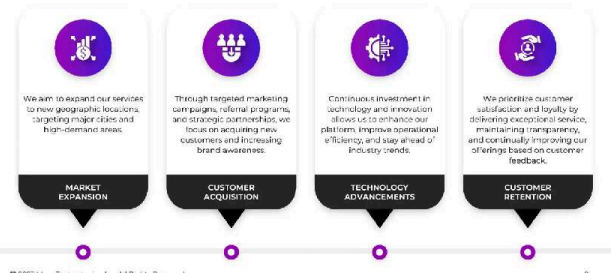 We aim to expand our services
to new geographic locations,
targeting major cities and
high-demand areas.
MARKET
EXPANSION
Through targeted marketing
campaigns, referral programs,
and strategic partnerships, we
focus on acquiring new
customers and increasing
brand awareness.
CUSTOMER
ACQUISITION
Continuous investment in
technology and innovation
allows us to enhance our
platform, improve operational
efficiency, and stay ahead of
industry trends.
TECHNOLOGY
ADVANCEMENTS
We prioritize customer
satisfaction and loyalty by
delivering exceptional service,
maintaining transparency,
and continually improving our
offerings based on customer
feedback.
CUSTOMER
RETENTION